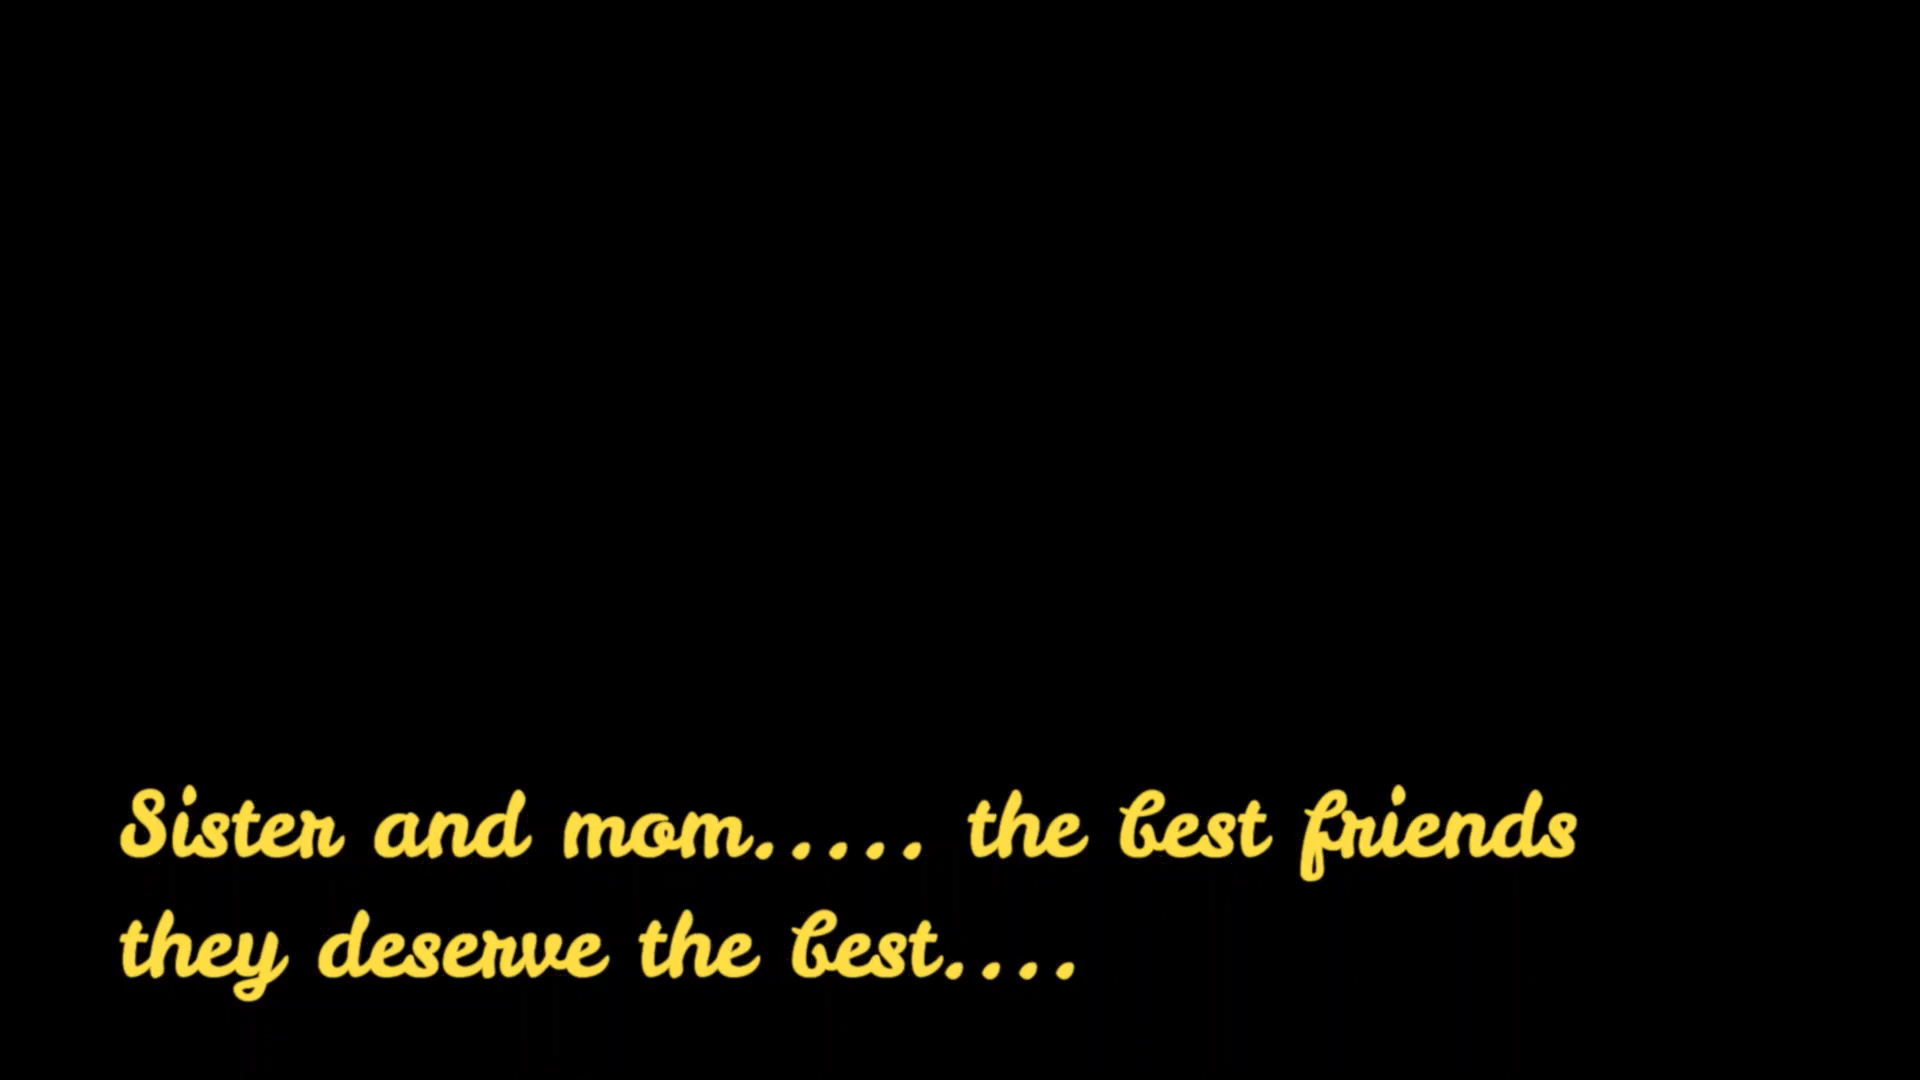 Sister and mom..... the best friends
they deserve the best....